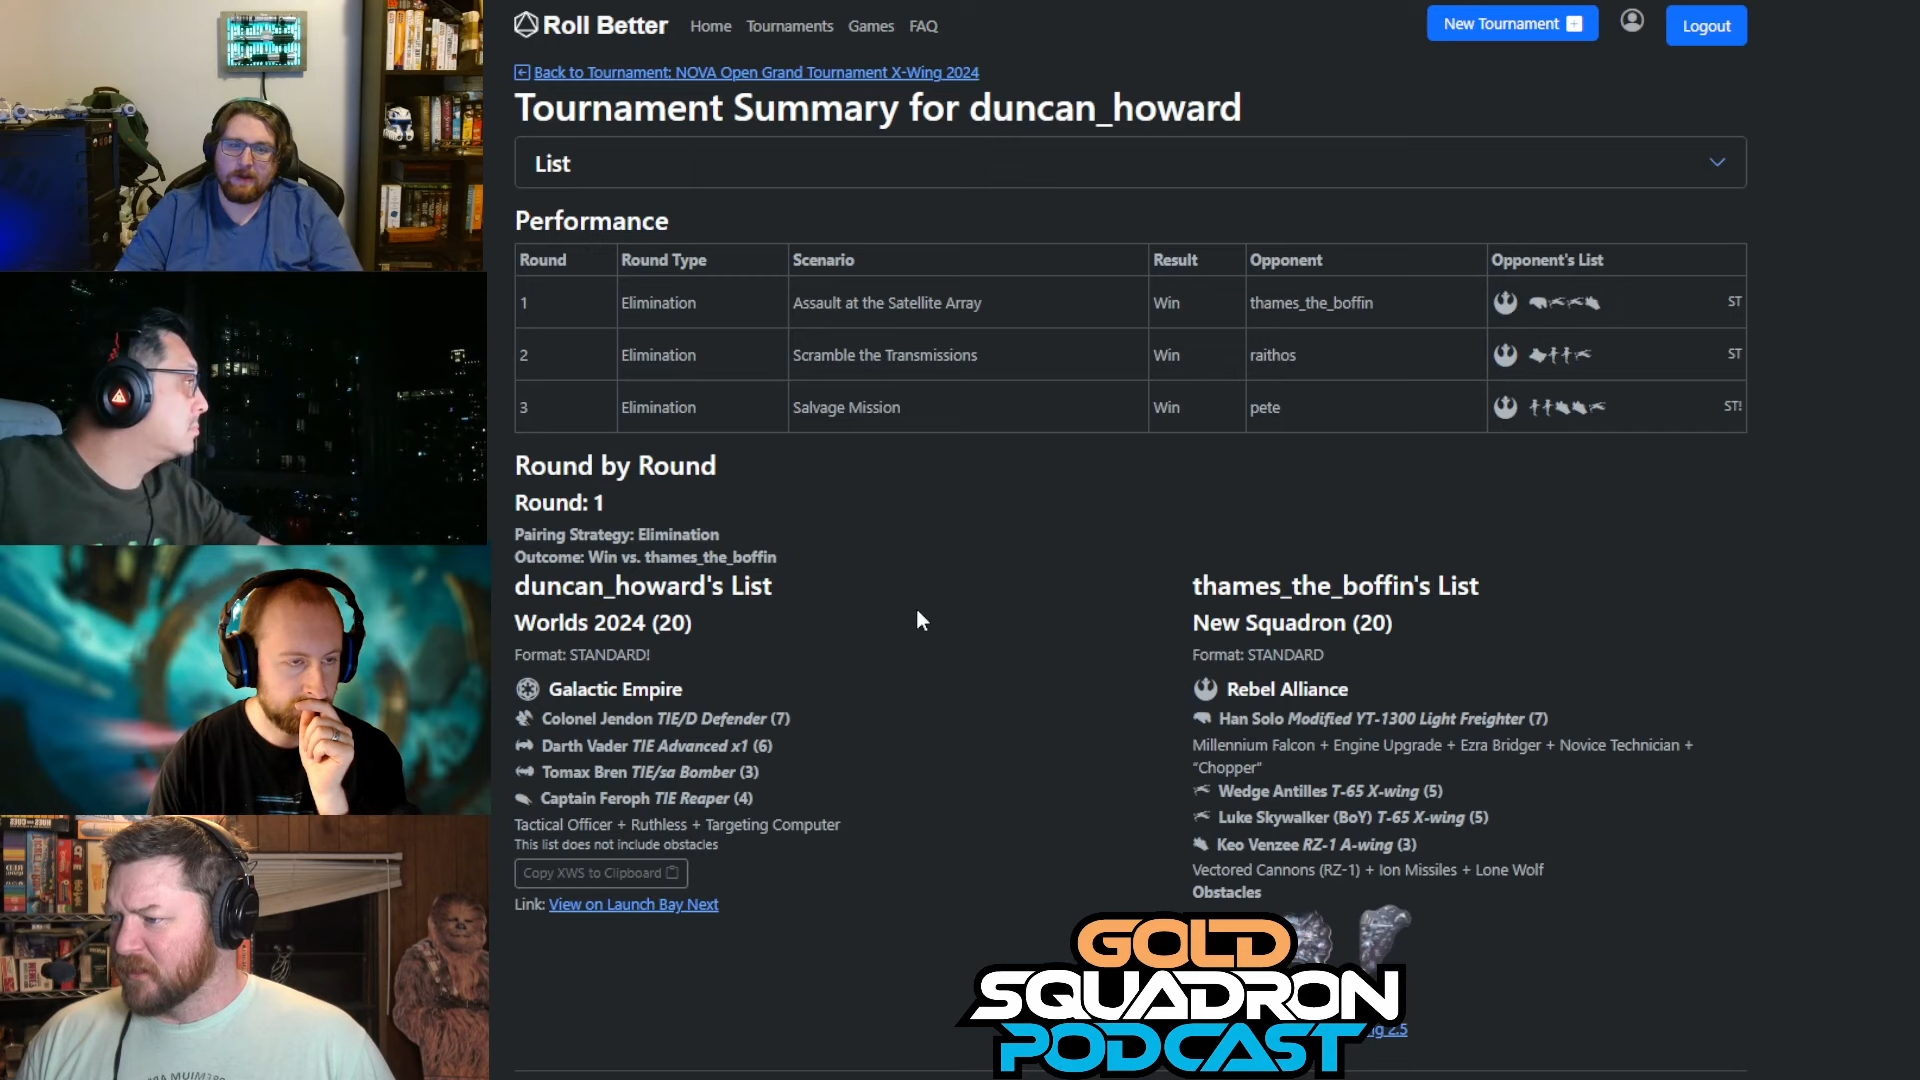 Roll Better Home Tournaments Games FAQ New Tournament Logout
Back to Tournament: NOVA Open Grand Tournament X-Wing 2024
Tournament Summary for duncan_howard
List
Performance
Round Round Type Scenario Result Opponent Opponent's List
1 Elimination Assault at the Satellite Array Win thames_the_boffin ST
2 Elimination Scramble the Transmissions Win raithos ST
3 Elimination Salvage Mission Win pete ST!
Round by Round
Round: 1
Pairing Strategy: Elimination
Outcome: Win vs. thames_the_boffin
duncan_howard's List
Worlds 2024 (20)
Format: STANDARD!
Galactic Empire
Colonel Jendon TIE/D Defender (7)
Darth Vader TIE Advanced x1 (6)
Tomax Bren TIE/sa Bomber (3)
Captain Feroph TIE Reaper (4)
Tactical Officer + Ruthless + Targeting Computer
This list does not include obstacles
Copy XWS to Clipboard
Link: View on Launch Bay Next
thames_the_boffin's List
New Squadron (20)
Format: STANDARD
Rebel Alliance
Han Solo Modified YT-1300 Light Freighter (7)
Millennium Falcon + Engine Upgrade + Ezra Bridger + Novice Technician +
"Chopper"
Wedge Antilles T-65 X-wing (5)
Luke Skywalker (BoY) T-65 X-wing (5)
Keo Venzee RZ-1 A-wing (3)
Vectored Cannons (RZ-1) + Ion Missiles + Lone Wolf
Obstacles
ng 2.5
GOLD
SQUADRON
PODCAST